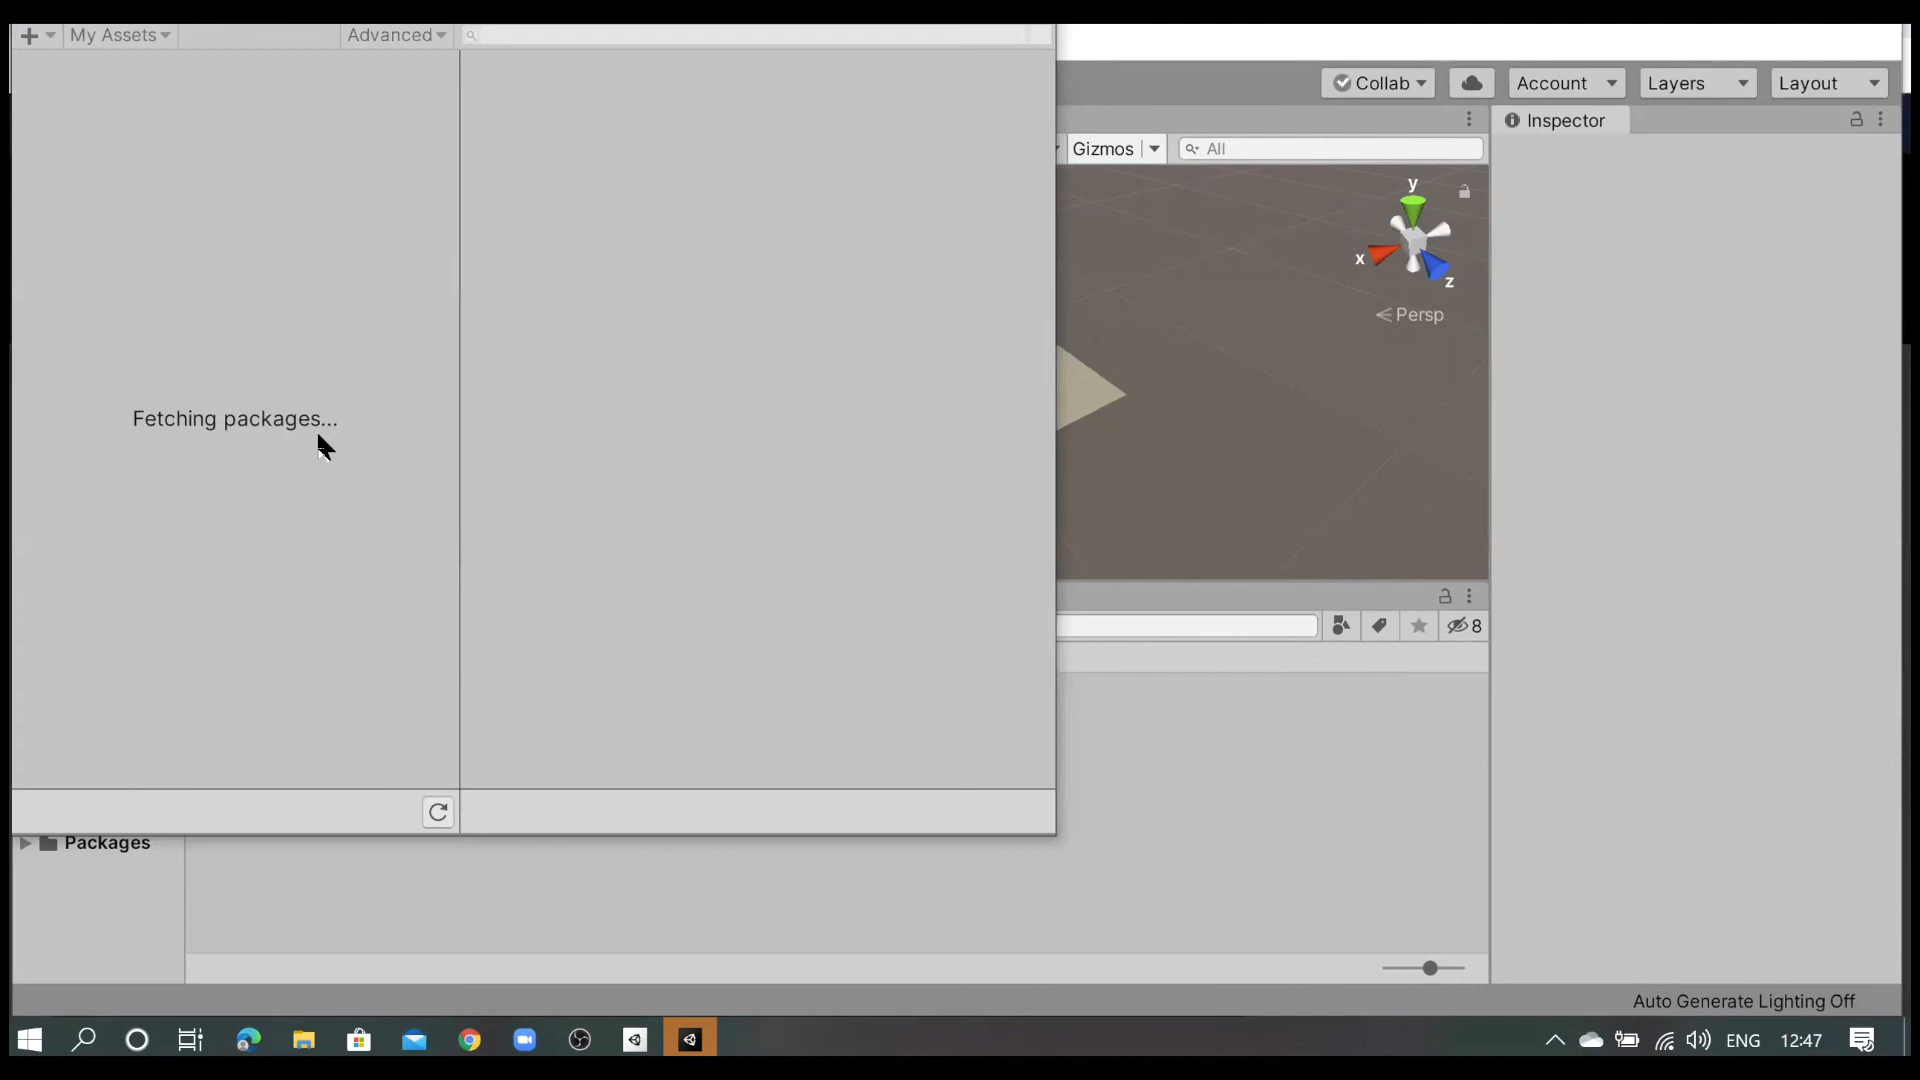 My Assets
Advanced
Collab
Account
Layers
Layout
Inspector
Gizmos
All
y
x
z
Persp
Fetching packages...
8
Packages
Auto Generate Lighting Off
ENG
12:47